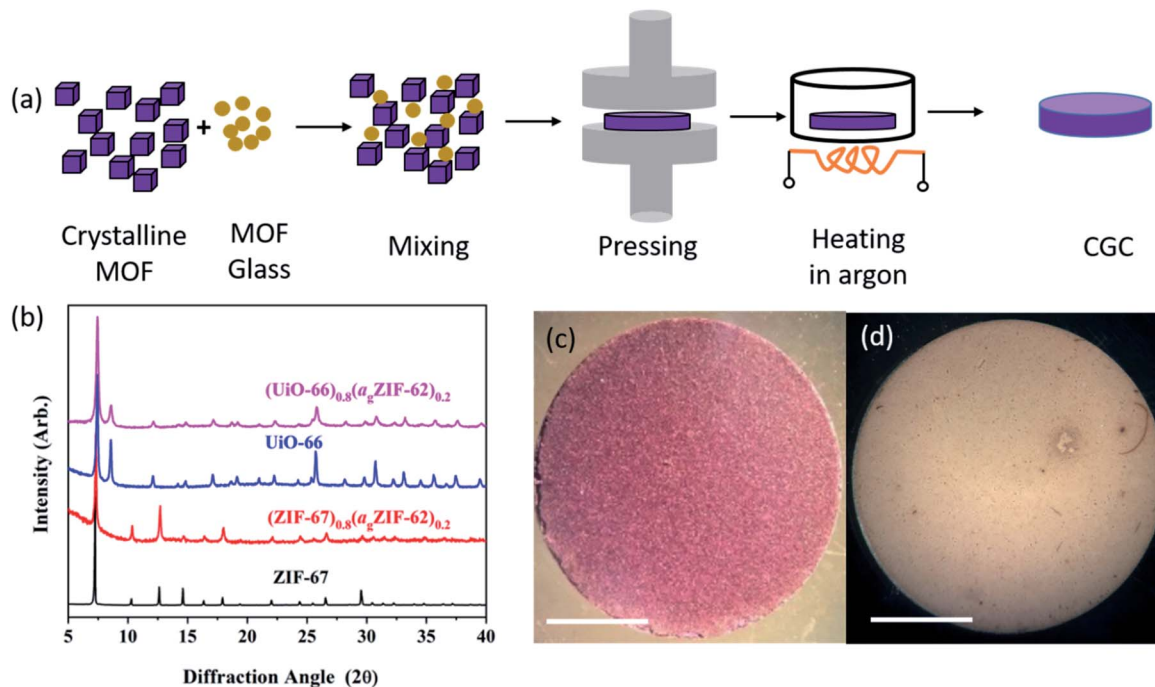 (a)
+
Crystalline
MOF
MOF
Glass
Mixing
Pressing
Heating
in argon
CGC
(b)
(UiO-66)₀.₈(a_gZIF-62)₀.₂
UiO-66
(ZIF-67)₀.₈(a_gZIF-62)₀.₂
ZIF-67
Intensity (Arb.)
5 10 15 20 25 30 35 40
Diffraction Angle (2θ)
(c)
(d)